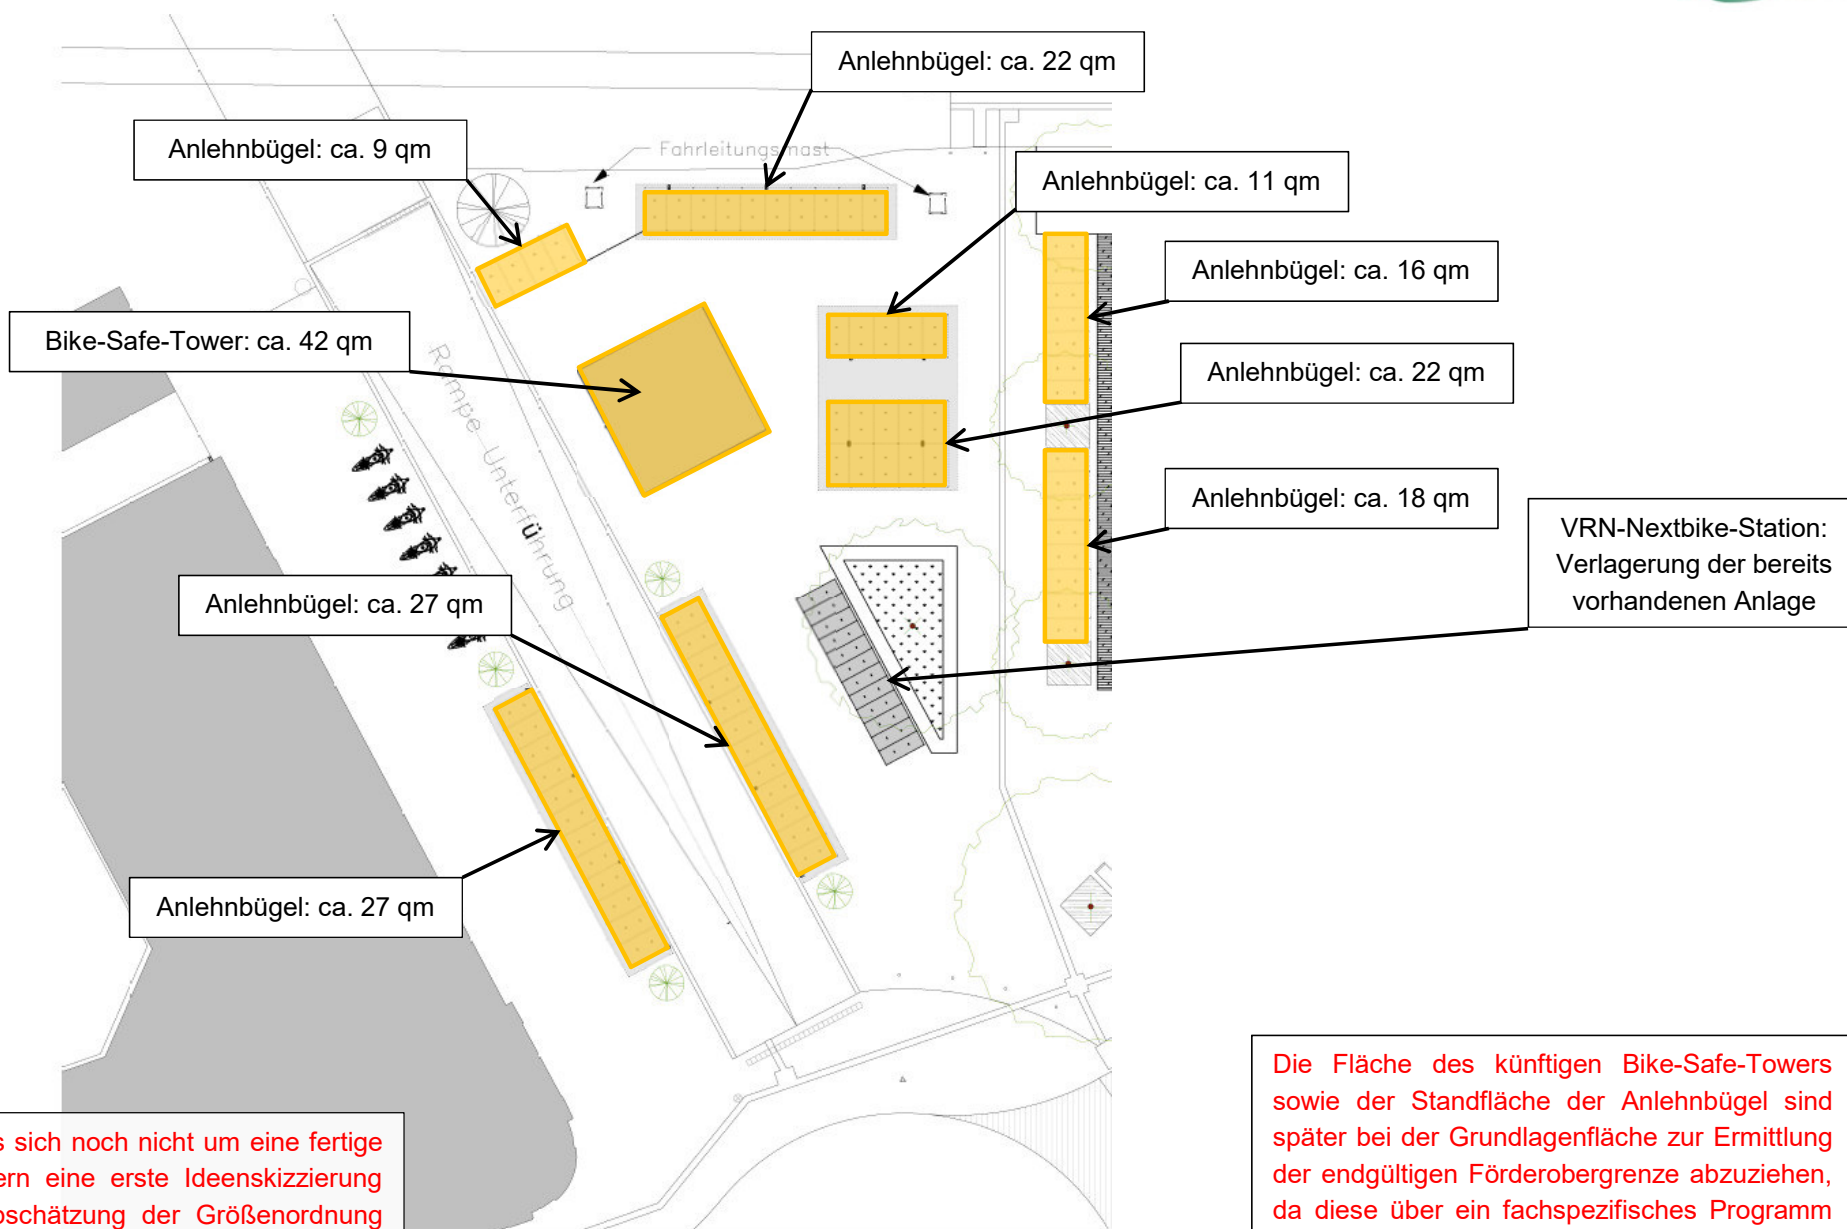 Anlehnbügel: ca. 22 qm
Anlehnbügel: ca. 9 qm
Fahrleitungsmast
Anlehnbügel: ca. 11 qm
Anlehnbügel: ca. 16 qm
Bike-Safe-Tower: ca. 42 qm
Anlehnbügel: ca. 22 qm
Rampe Unterführung
Anlehnbügel: ca. 18 qm
VRN-Nextbike-Station:
Verlagerung der bereits
vorhandenen Anlage
Anlehnbügel: ca. 27 qm
Anlehnbügel: ca. 27 qm
Die Fläche des künftigen Bike-Safe-Towers
sowie der Standfläche der Anlehnbügel sind
später bei der Grundlagenfläche zur Ermittlung
der endgültigen Förderobergrenze abzuziehen,
da diese über ein fachspezifisches Programm
s sich noch nicht um eine fertige
ern eine erste Ideenskizzierung
bschätzung der Größenordnung